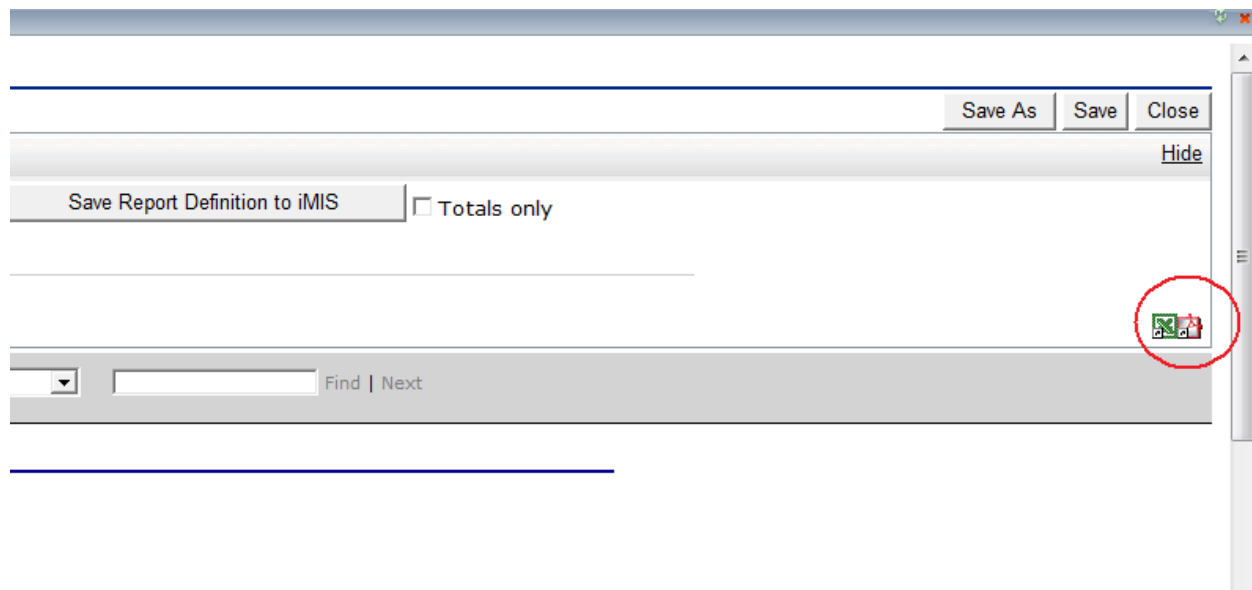 Save As Save Close
Hide
Save Report Definition to iMIS Totals only
Find | Next